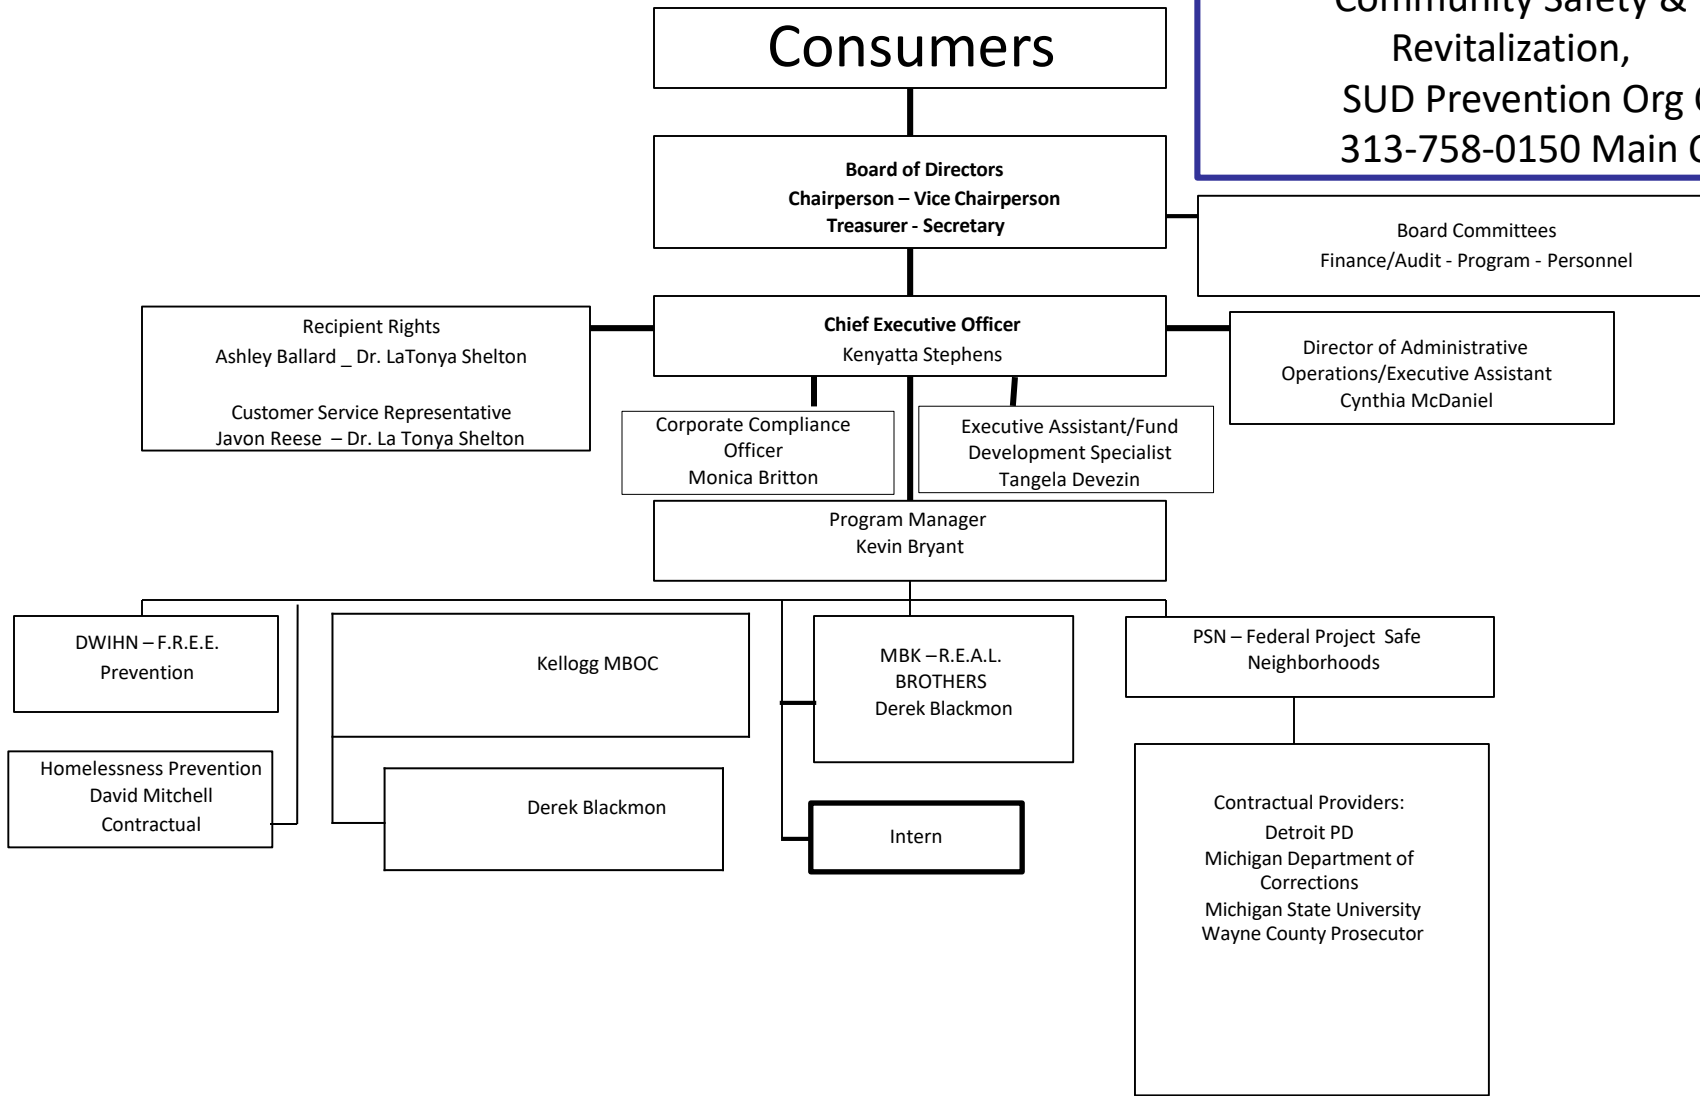 Community Safety &
Revitalization,
SUD Prevention Org
313-758-0150 Main
Consumers
Board of Directors
Chairperson – Vice Chairperson
Treasurer - Secretary
Board Committees
Finance/Audit - Program - Personnel
Recipient Rights
Ashley Ballard _ Dr. LaTonya Shelton
Customer Service Representative
Javon Reese – Dr. La Tonya Shelton
Chief Executive Officer
Kenyatta Stephens
Director of Administrative
Operations/Executive Assistant
Cynthia McDaniel
Corporate Compliance
Officer
Monica Britton
Executive Assistant/Fund
Development Specialist
Tangela Devezin
Program Manager
Kevin Bryant
DWIHN – F.R.E.E.
Prevention
Kellogg MBOC
MBK – R.E.A.L.
BROTHERS
Derek Blackmon
PSN – Federal Project Safe
Neighborhoods
Homelessness Prevention
David Mitchell
Contractual
Derek Blackmon
Intern
Contractual Providers:
Detroit PD
Michigan Department of
Corrections
Michigan State University
Wayne County Prosecutor